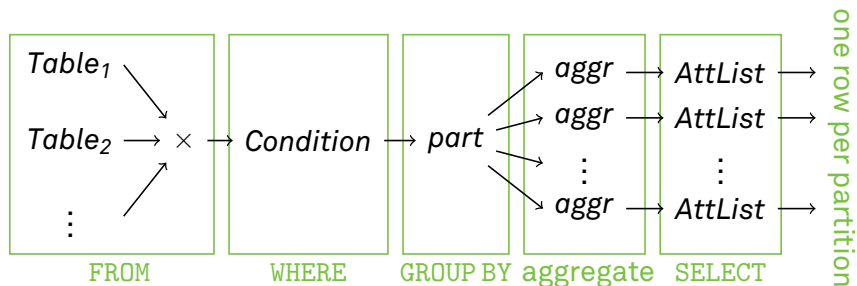 Table₁ aggr AttList
Table₂ × Condition part aggr AttList
⋮ ⋮ ⋮
aggr AttList
FROM WHERE GROUP BY aggregate SELECT
one row per partition